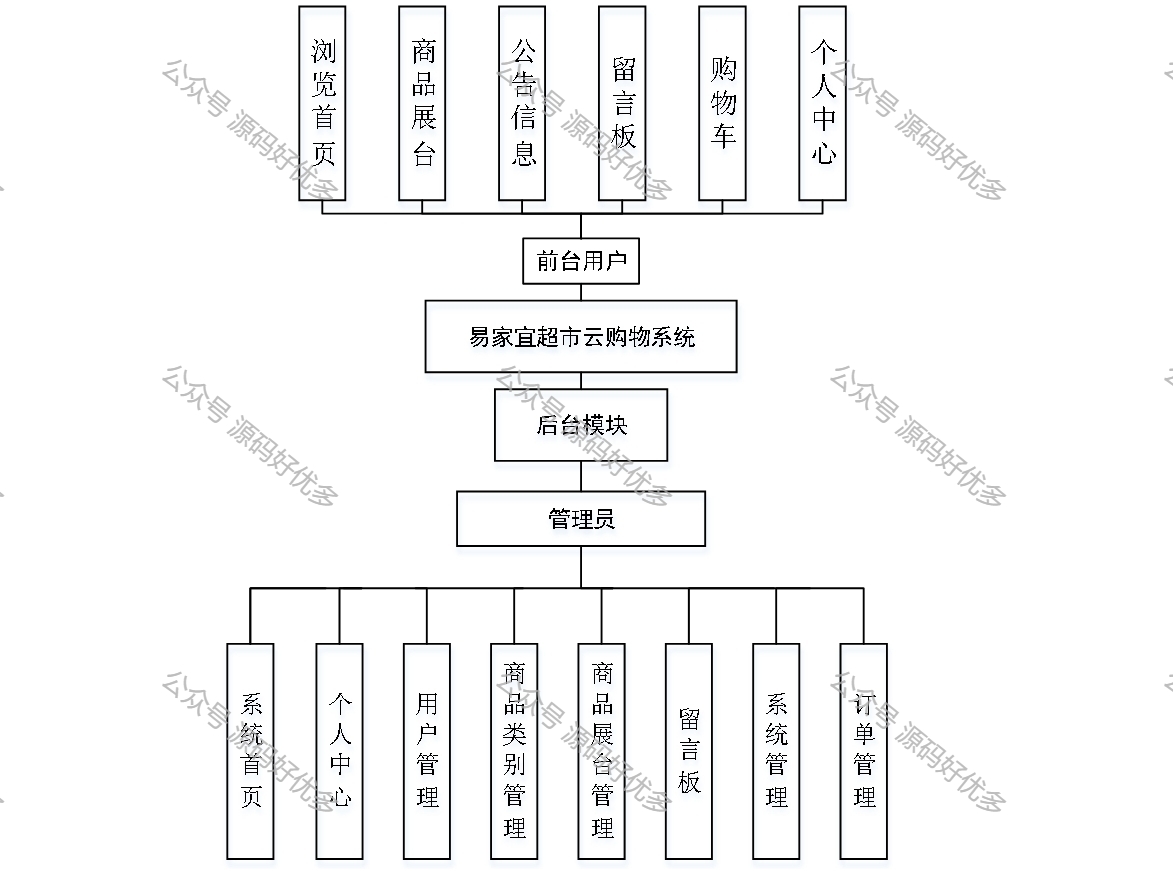 浏览首页
商品展台
公告信息
留言板
购物车
个人中心
前台用户
易家宜超市云购物系统
后台模块
管理员
系统首页
个人中心
用户管理
商品类别管理
商品展台管理
留言板
系统管理
订单管理
公众号 源码好优多
公众号 源码好优多
公众号 源码好优多
公众号 源码好优多
公众号 源码好优多
公众号 源码好优多
公众号 源码好优多
公众号 源码好优多
公众号 源码好优多